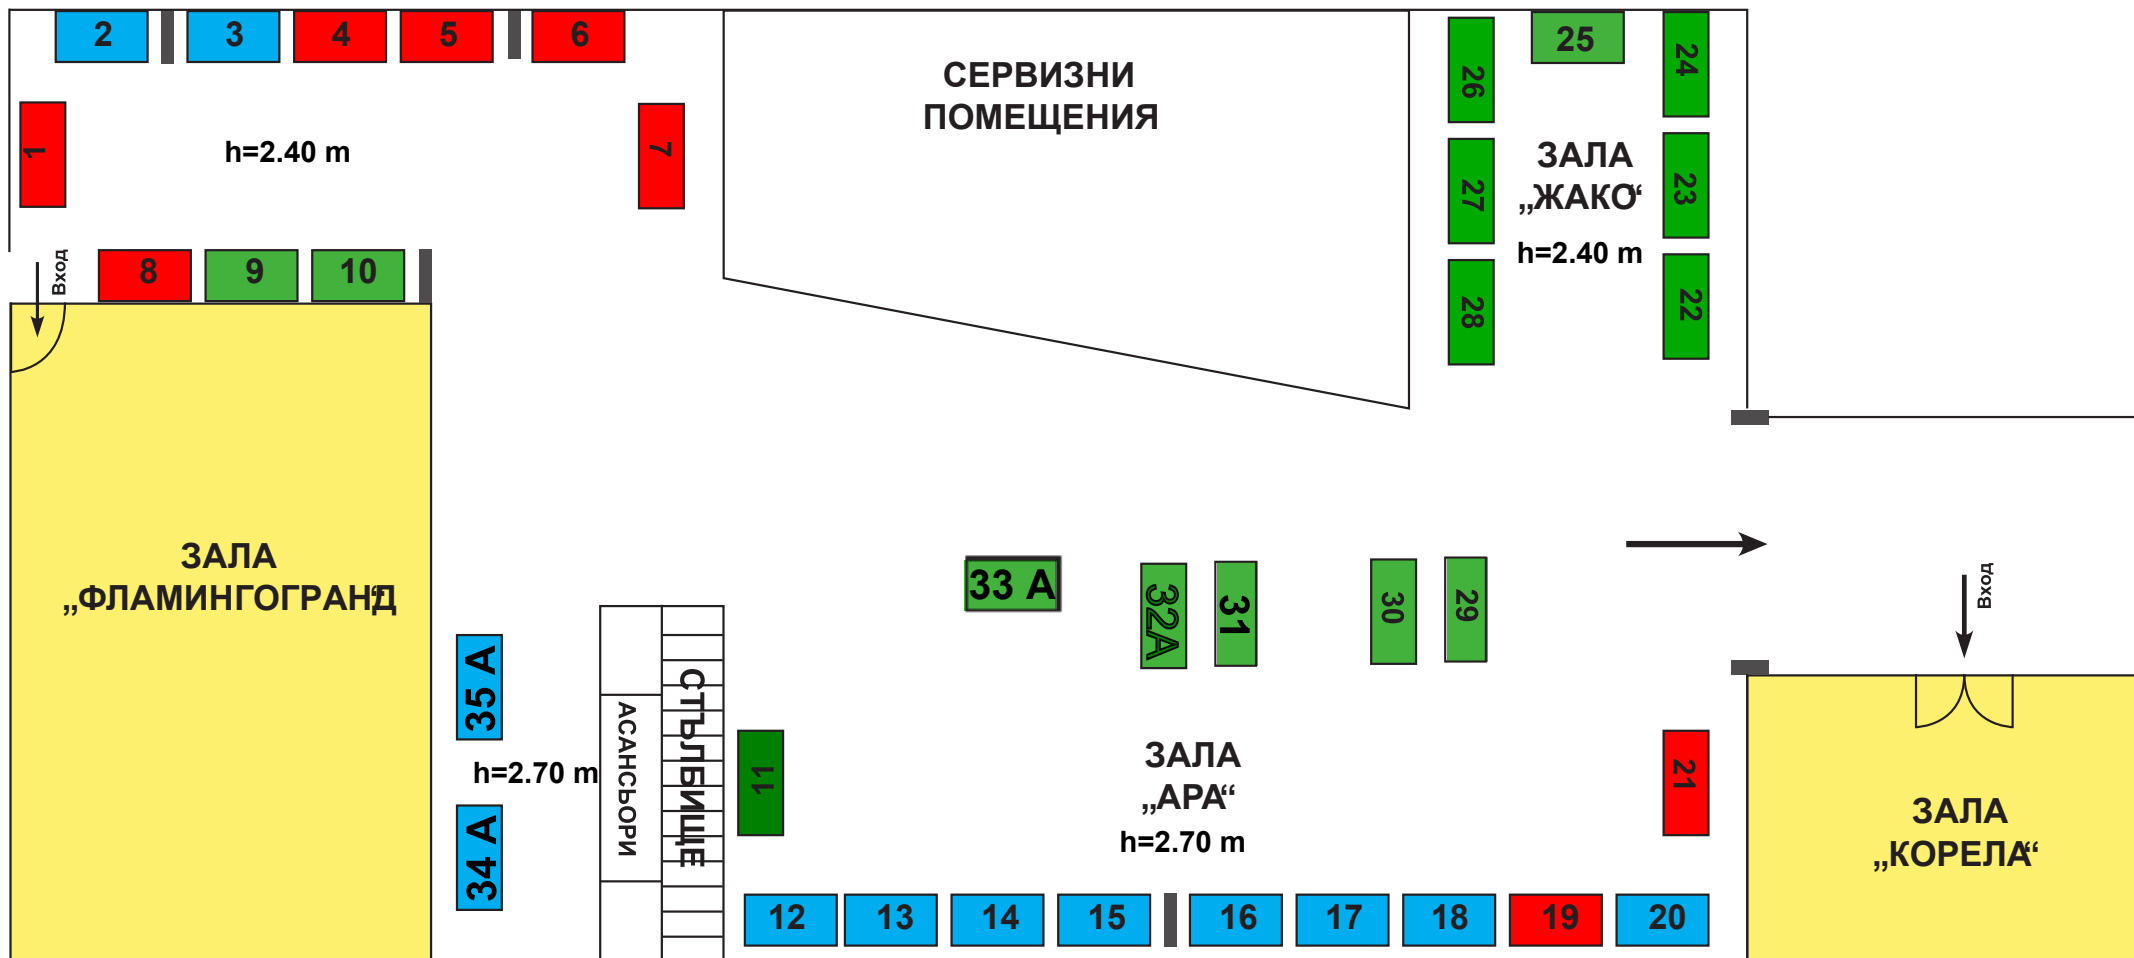 2
3
4
5
6
СЕРВИЗНИ
ПОМЕЩЕНИЯ
26
25
24
1
h=2.40 m
7
27
ЗАЛА
„ЖАКО“
h=2.40 m
23
Вход
8
9
10
28
22
ЗАЛА
„ФЛАМИНГОГРАНД“
33 A
32A
31
30
29
Вход
35 A
h=2.70 m
34 A
АСАНСЬОРИ
СТЪЛБИЩЕ
11
ЗАЛА
„АРА“
h=2.70 m
21
ЗАЛА
„КОРЕЛА“
12
13
14
15
16
17
18
19
20